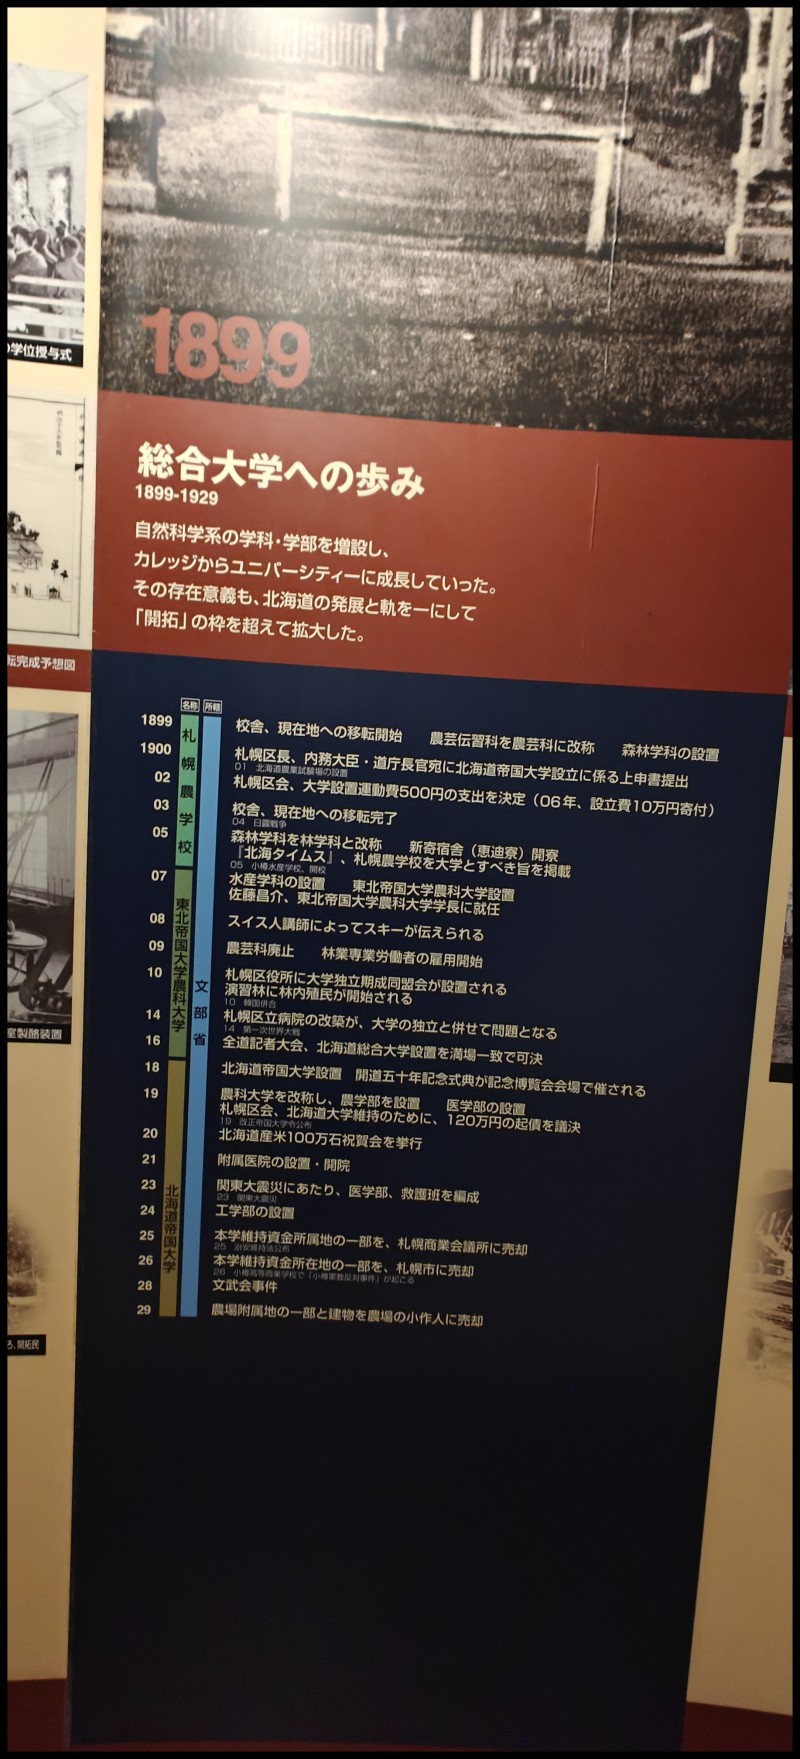 の学位授与式
転完成予想図
室製酪装置
ろ、開拓民
1899
総合大学への歩み
1899-1929
自然科学系の学科・学部を増設し、
カレッジからユニバーシティーに成長していった。
その存在意義も、北海道の発展と軌を一にして
「開拓」の枠を超えて拡大した。
名称 所轄
札幌農学校
東北帝国大学農科大学
北海道帝国大学
文部省
1899 校舎、現在地への移転開始 農芸伝習科を農芸科に改称 森林学科の設置
1900 札幌区長、内務大臣・道庁長官宛に北海道帝国大学設立に係る上申書提出
01 北海道農業試験場の設置
02 札幌区会、大学設置運動費500円の支出を決定（06年、設立費10万円寄付）
03 校舎、現在地への移転完了
04 日露戦争
05 森林学科を林学科と改称 新寄宿舎（恵迪寮）開寮
『北海タイムス』、札幌農学校を大学とすべき旨を掲載
05 小樽水産学校、開校
07 水産学科の設置 東北帝国大学農科大学設置
佐藤昌介、東北帝国大学農科大学学長に就任
08 スイス人講師によってスキーが伝えられる
09 農芸科廃止 林業専業労働者の雇用開始
10 札幌区役所に大学独立期成同盟会が設置される
演習林に林内殖民が開始される
10 韓国併合
14 札幌区立病院の改築が、大学の独立と併せて問題となる
14 第一次世界大戦
16 全道記者大会、北海道総合大学設置を満場一致で可決
18 北海道帝国大学設置 開道五十年記念式典が記念博覧会会場で催される
19 農科大学を改称し、農学部を設置 医学部の設置
札幌区会、北海道大学維持のために、120万円の起債を議決
19 改正帝国大学令公布
20 北海道産米100万石祝賀会を挙行
21 附属医院の設置・開院
23 関東大震災にあたり、医学部、救護班を編成
23 関東大震災
24 工学部の設置
25 本学維持資金所属地の一部を、札幌商業会議所に売却
25 治安維持法公布
26 本学維持資金所在地の一部を、札幌市に売却
26 小樽高等商業学校で「小樽軍教反対事件」が起こる
28 文武会事件
29 農場附属地の一部と建物を農場の小作人に売却